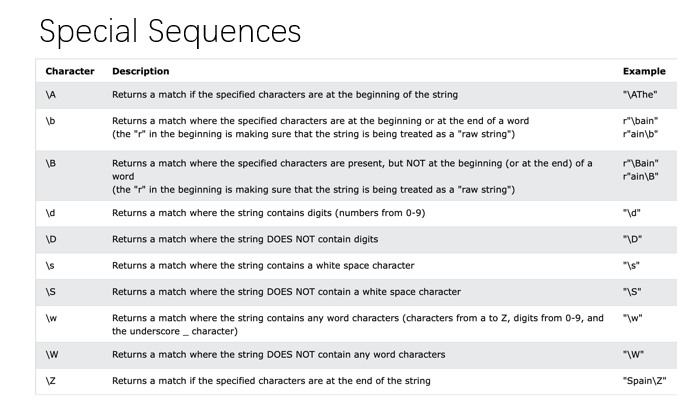 Special Sequences
Character Description Example
\A Returns a match if the specified characters are at the beginning of the string "\AThe"
\b Returns a match where the specified characters are at the beginning or at the end of a word r"\bain"
(the "r" in the beginning is making sure that the string is being treated as a "raw string") r"ain\b"
\B Returns a match where the specified characters are present, but NOT at the beginning (or at the end) of a r"\Bain"
word r"ain\B"
(the "r" in the beginning is making sure that the string is being treated as a "raw string")
\d Returns a match where the string contains digits (numbers from 0-9) "\d"
\D Returns a match where the string DOES NOT contain digits "\D"
\s Returns a match where the string contains a white space character "\s"
\S Returns a match where the string DOES NOT contain a white space character "\S"
\w Returns a match where the string contains any word characters (characters from a to Z, digits from 0-9, and "\w"
the underscore _ character)
\W Returns a match where the string DOES NOT contain any word characters "\W"
\Z Returns a match if the specified characters are at the end of the string "Spain\Z"